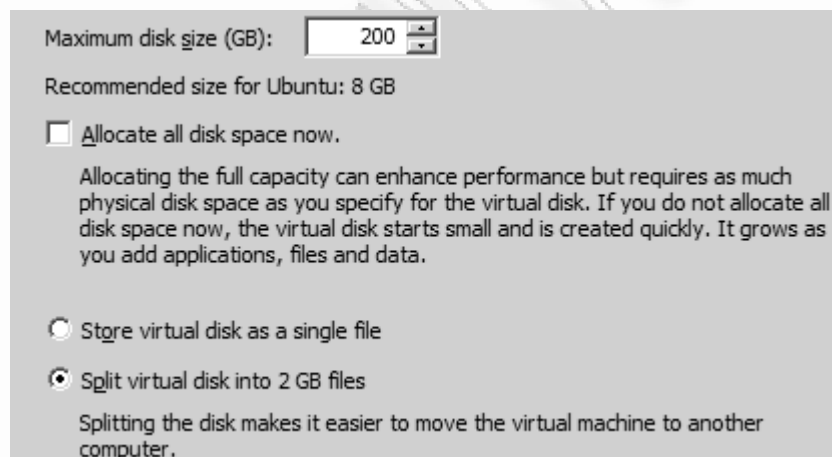 Maximum disk size (GB): 200
Recommended size for Ubuntu: 8 GB
Allocate all disk space now.
Allocating the full capacity can enhance performance but requires as much
physical disk space as you specify for the virtual disk. If you do not allocate all
disk space now, the virtual disk starts small and is created quickly. It grows as
you add applications, files and data.
Store virtual disk as a single file
Split virtual disk into 2 GB files
Splitting the disk makes it easier to move the virtual machine to another
computer.